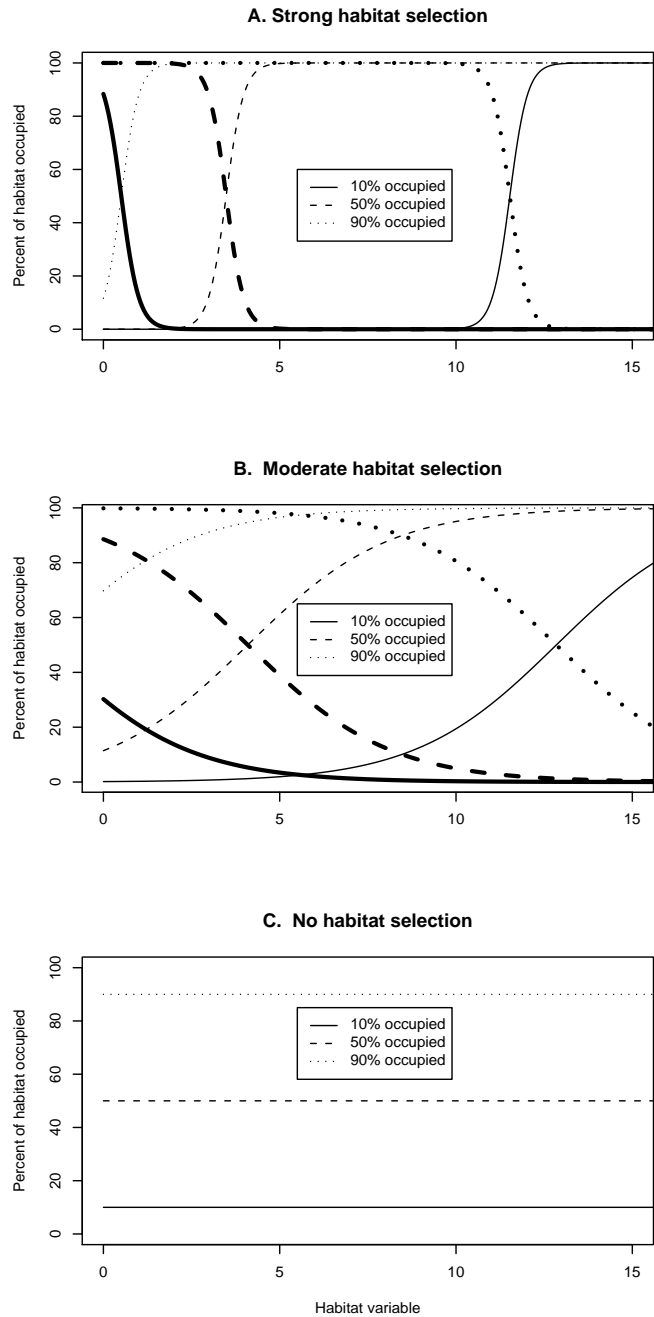 A. Strong habitat selection
Percent of habitat occupied
100
80
60
40
20
0
10% occupied
50% occupied
90% occupied
0 5 10 15
B. Moderate habitat selection
Percent of habitat occupied
100
80
60
40
20
0
10% occupied
50% occupied
90% occupied
0 5 10 15
C. No habitat selection
Percent of habitat occupied
100
80
60
40
20
0
10% occupied
50% occupied
90% occupied
0 5 10 15
Habitat variable